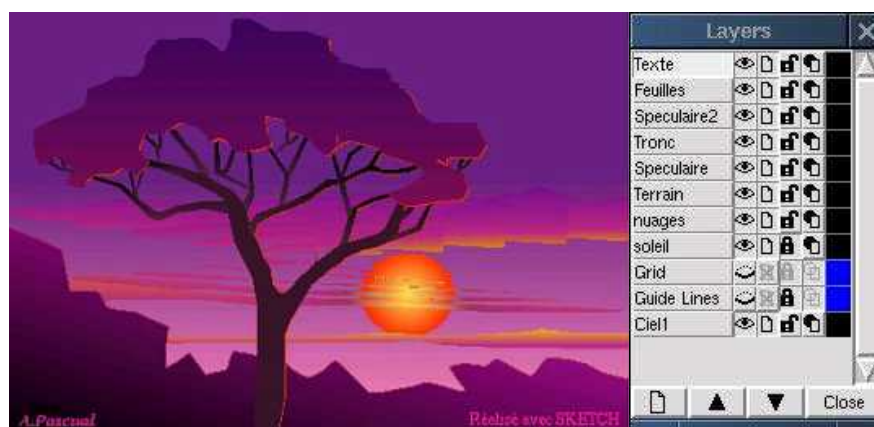 Layers
Texte
Feuilles
Speculaire2
Tronc
Speculaire
Terrain
nuages
soleil
Grid
Guide Lines
Ciel1
Close
A.Pascual
Réalisé avec SKETCH